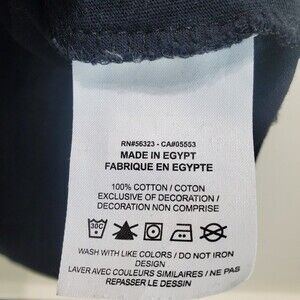 RN#56323 - CA#05553
MADE IN EGYPT
FABRIQUE EN EGYPTE
100% COTTON / COTON
EXCLUSIVE OF DECORATION /
DECORATION NON COMPRISE
30C
WASH WITH LIKE COLORS / DO NOT IRON
DESIGN
LAVER AVEC COULEURS SIMILAIRES / NE PAS
REPASSER LE DESSIN